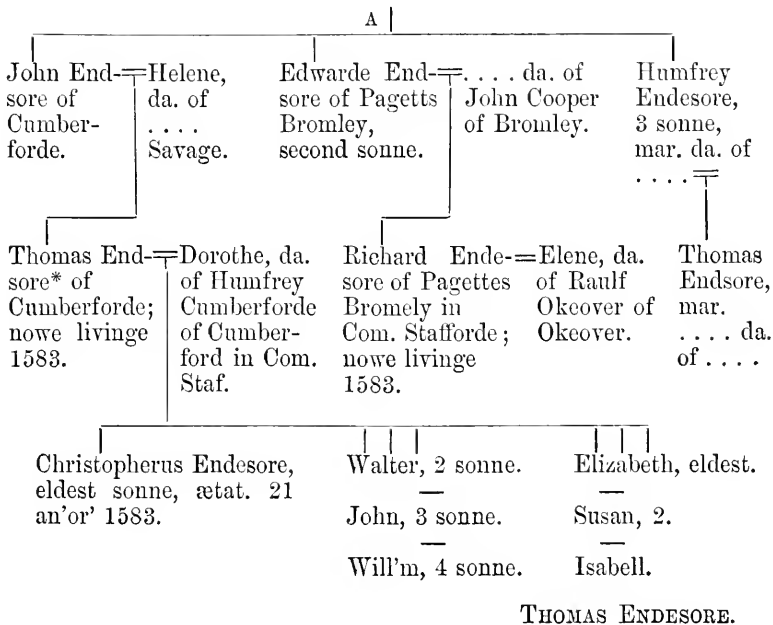 A
John End-
sore of
Cumber-
forde.
Helene,
da. of
. . . .
Savage.
Edwarde End-
sore of Pagetts
Bromley,
second sonne.
. . . . da. of
John Cooper
of Bromley.
Humfrey
Endesore,
3 sonne,
mar. da. of
. . . .
Thomas End-
sore* of
Cumberforde;
nowe livinge
1583.
Dorothe, da.
of Humfrey
Cumberforde
of Cumber-
ford in Com.
Staf.
Richard Ende-
sore of Pagettes
Bromely in
Com. Stafforde;
nowe livinge
1583.
Elene, da.
of Raulf
Okeover of
Okeover.
Thomas
Endsore,
mar.
. . . . da.
of . . . .
Christopherus Endesore,
eldest sonne, ætat. 21
an'or' 1583.
Walter, 2 sonne.
John, 3 sonne.
Will'm, 4 sonne.
Elizabeth, eldest.
Susan, 2.
Isabell.
THOMAS ENDESORE.